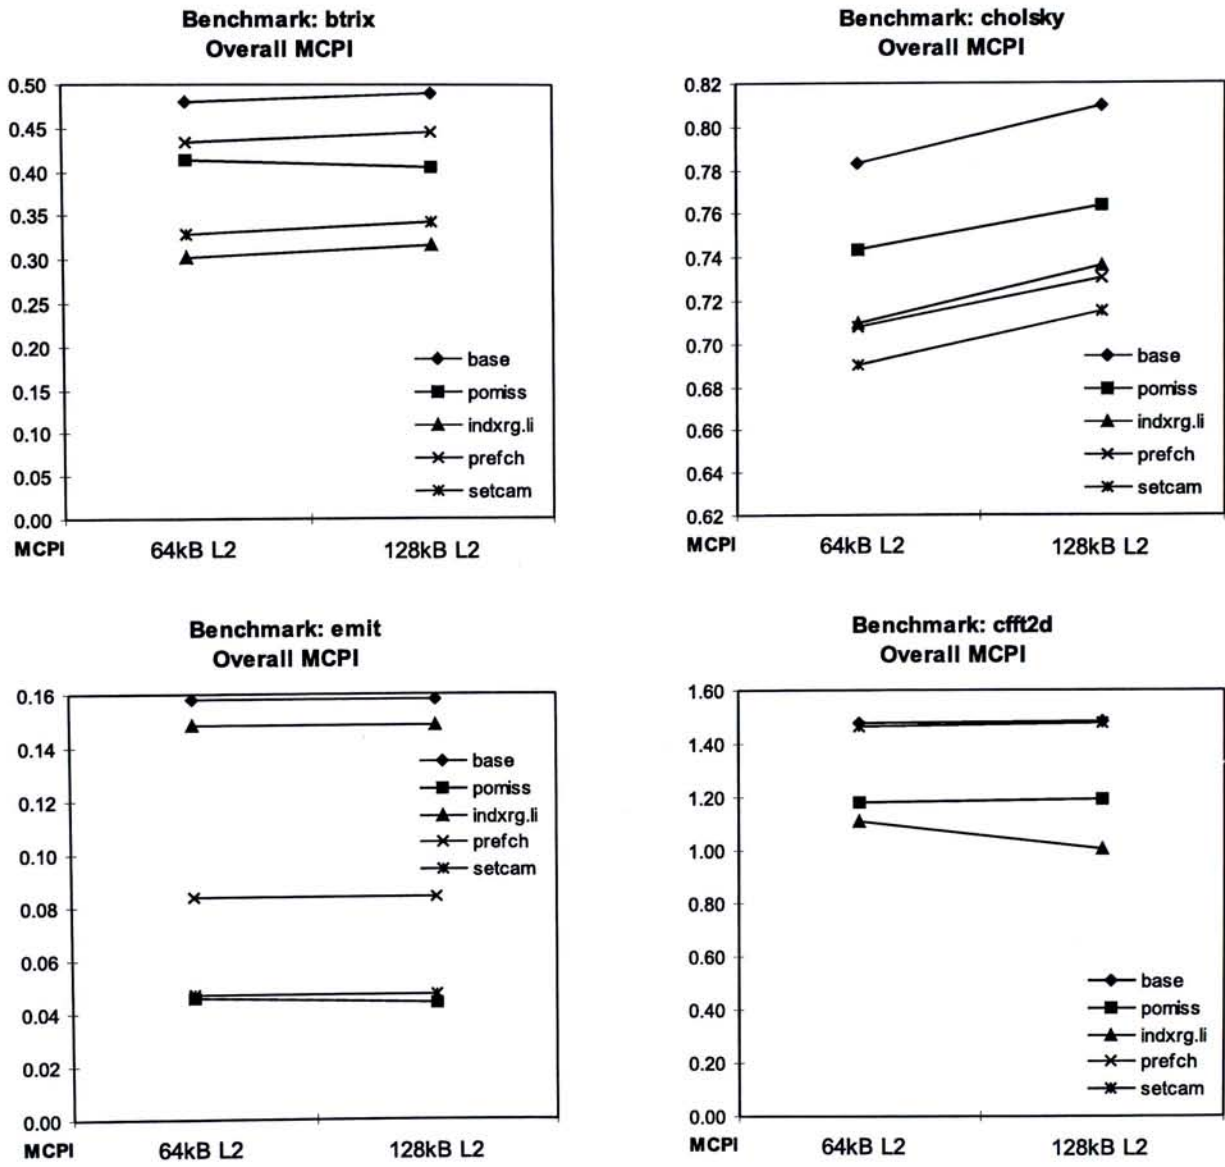 Benchmark: btrix
Overall MCPI
0.50
0.45
0.40
0.35
0.30
0.25
0.20
0.15
0.10
0.05
0.00
base
pomiss
indxrg.li
prefch
setcam
MCPI 64kB L2 128kB L2
Benchmark: cholsky
Overall MCPI
0.82
0.80
0.78
0.76
0.74
0.72
0.70
0.68
0.66
0.64
0.62
base
pomiss
indxrg.li
prefch
setcam
MCPI 64kB L2 128kB L2
Benchmark: emit
Overall MCPI
0.16
0.14
0.12
0.10
0.08
0.06
0.04
0.02
0.00
base
pomiss
indxrg.li
prefch
setcam
MCPI 64kB L2 128kB L2
Benchmark: cfft2d
Overall MCPI
1.60
1.40
1.20
1.00
0.80
0.60
0.40
0.20
0.00
base
pomiss
indxrg.li
prefch
setcam
MCPI 64kB L2 128kB L2